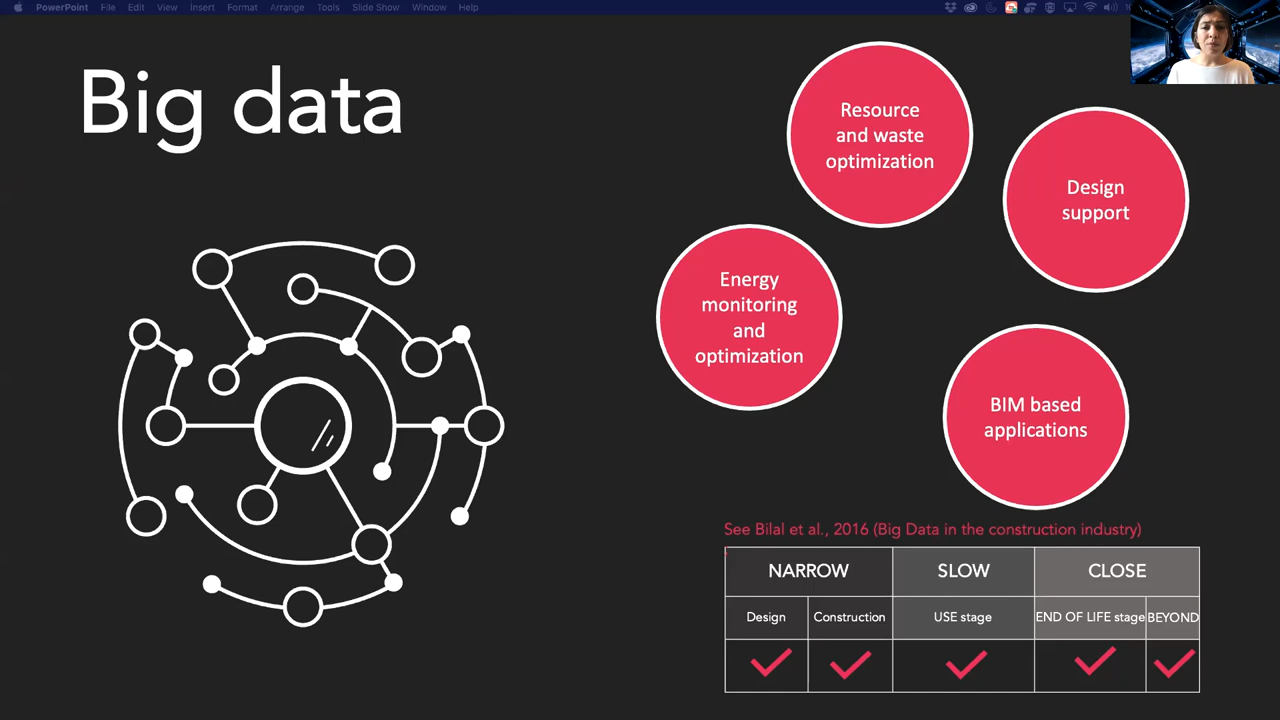 PowerPoint File Edit View Insert Format Arrange Tools Slide Show Window Help
Big data
Resource
and waste
optimization
Design
support
Energy
monitoring
and
optimization
BIM based
applications
See Bilal et al., 2016 (Big Data in the construction industry)
NARROW SLOW CLOSE
Design Construction USE stage END OF LIFE stage BEYOND